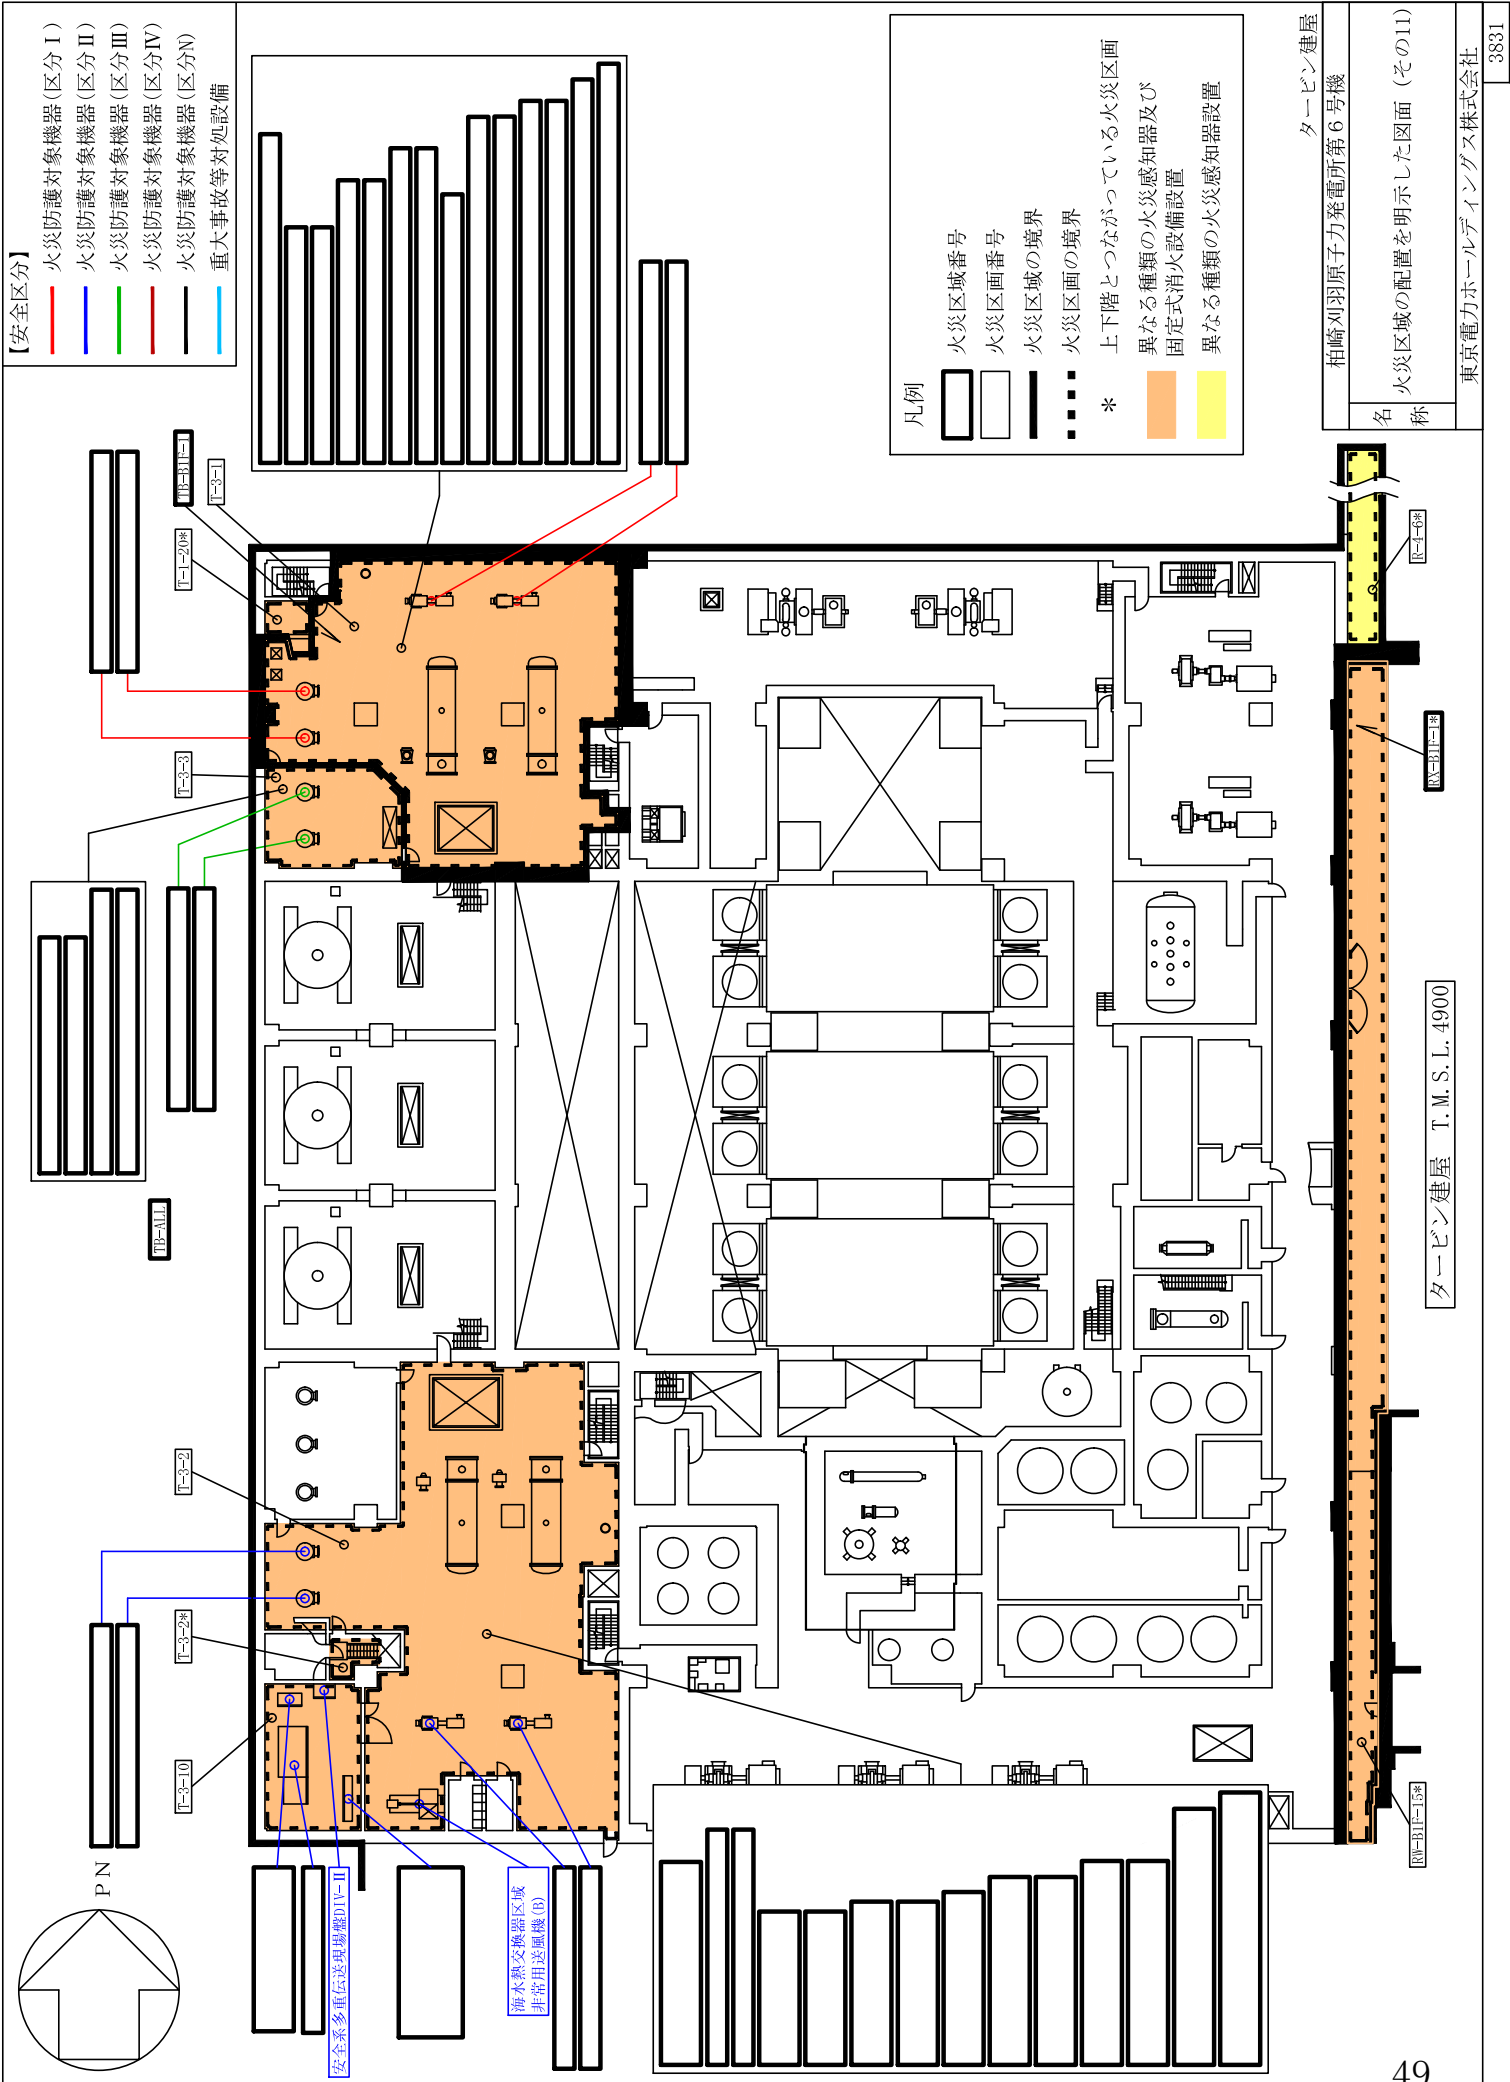 【安全区分】
火災防護対象機器(区分Ⅰ)
火災防護対象機器(区分Ⅱ)
火災防護対象機器(区分Ⅲ)
火災防護対象機器(区分Ⅳ)
火災防護対象機器(区分N)
重大事故等対処設備
凡例
火災区域番号
火災区画番号
火災区域の境界
火災区画の境界
* 上下階とつながっている火災区画
異なる種類の火災感知器及び
固定式消火設備設置
異なる種類の火災感知器設置
タービン建屋
柏崎刈羽原子力発電所第6号機
名称
火災区域の配置を明示した図面 (その11)
東京電力ホールディングス株式会社
3831
TB-B1F-1
T-3-1
T-1-20*
T-3-3
TB-ALL
T-3-2
T-3-2*
T-3-10
PN
安全系多重伝送現場盤DIV-Ⅱ
海水熱交換器区域
非常用送風機(B)
R-4-6*
RX-B1F-1*
RW-B1F-15*
タービン建屋 T.M.S.L.4900
49